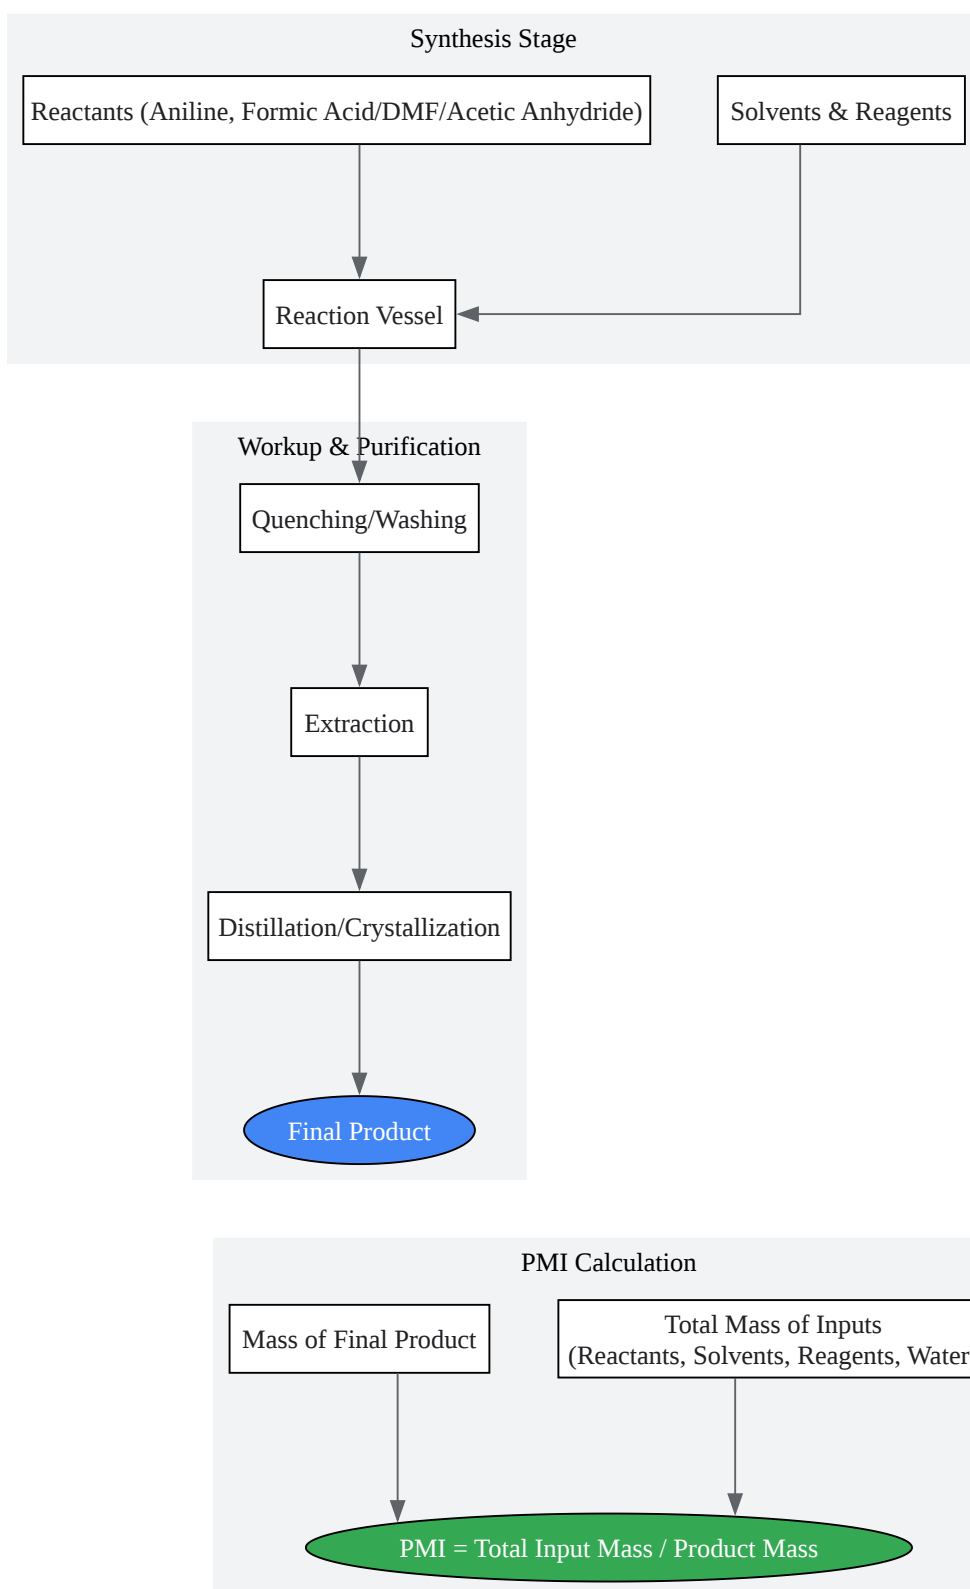 Synthesis Stage
Reactants (Aniline, Formic Acid/DMF/Acetic Anhydride)
Solvents & Reagents
Reaction Vessel
Workup & Purification
Quenching/Washing
Extraction
Distillation/Crystallization
Final Product
PMI Calculation
Mass of Final Product
Total Mass of Inputs
(Reactants, Solvents, Reagents, Water
PMI = Total Input Mass / Product Mass